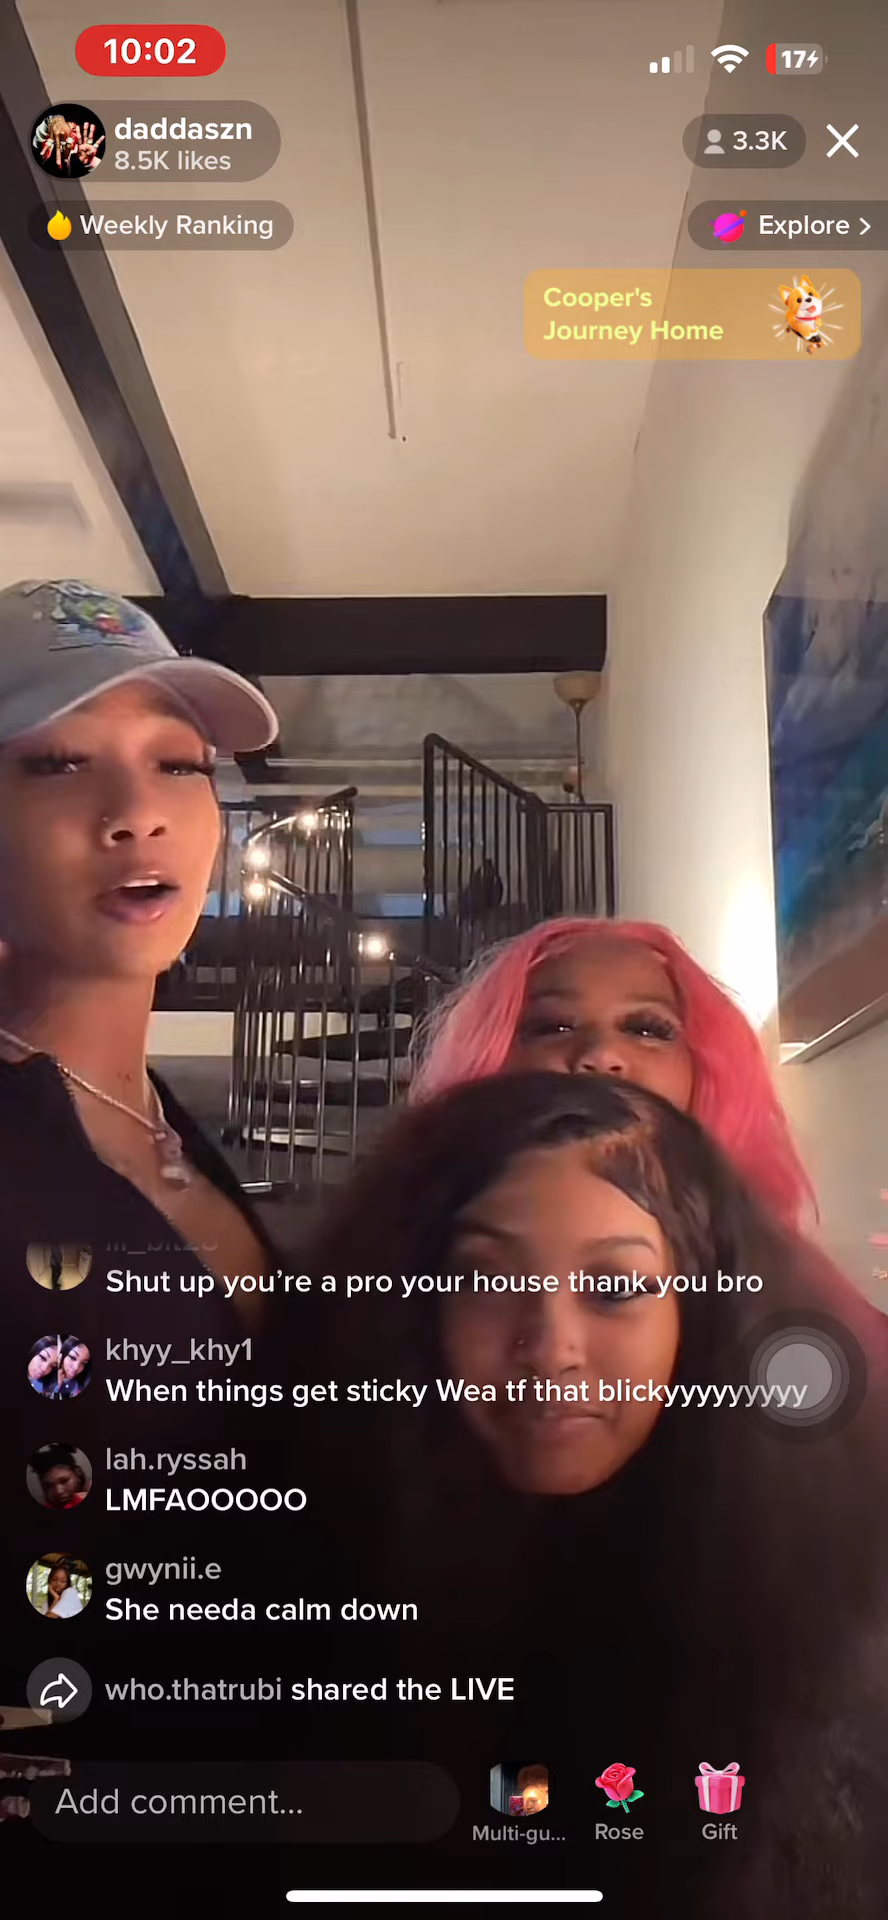 10:02
17
daddaszn
8.5K likes
3.3K
Weekly Ranking
Explore >
Cooper's
Journey Home
Shut up you’re a pro your house thank you bro
khyy_khy1
When things get sticky Wea tf that blickyyyyyyyyy
lah.ryssah
LMFAOOOOO
gwynii.e
She needa calm down
who.thatrubi shared the LIVE
Add comment...
Multi-gu...
Rose
Gift